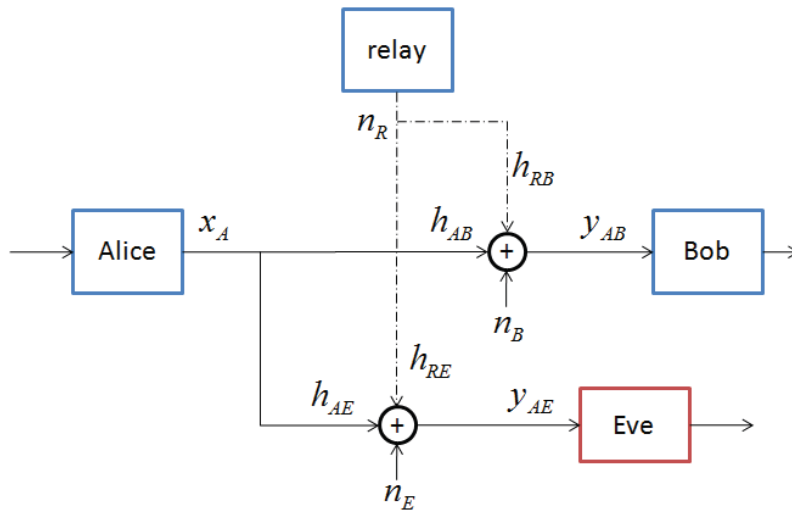 relay
n_R
h_RB
x_A
h_AB
y_AB
Alice
+
Bob
n_B
h_RE
h_AE
y_AE
+
Eve
n_E